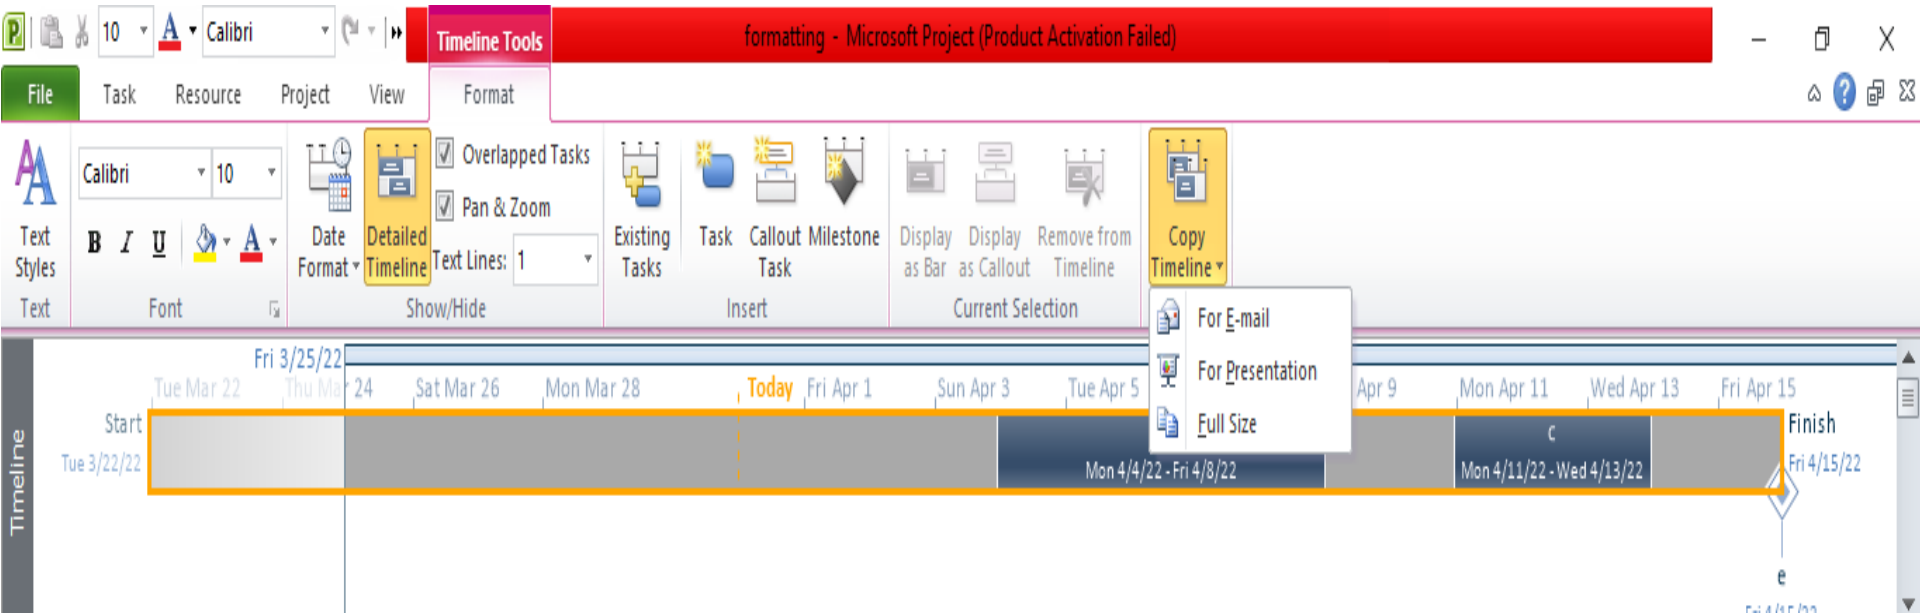 10 A Calibri
Timeline Tools
formatting - Microsoft Project (Product Activation Failed)
File Task Resource Project View Format
Calibri 10
Text Styles
B I U A
Date Format
Detailed Timeline
Overlapped Tasks
Pan & Zoom
Text Lines: 1
Existing Tasks
Task
Callout Task
Milestone
Display as Bar
Display as Callout
Remove from Timeline
Copy Timeline
Text Font Show/Hide Insert Current Selection
For E-mail
For Presentation
Full Size
Timeline
Fri 3/25/22
Tue Mar 22 Thu Mar 24 Sat Mar 26 Mon Mar 28 Today Fri Apr 1 Sun Apr 3 Tue Apr 5 Apr 9 Mon Apr 11 Wed Apr 13 Fri Apr 15
Start
Tue 3/22/22
Mon 4/4/22 - Fri 4/8/22
C
Mon 4/11/22 - Wed 4/13/22
Finish
Fri 4/15/22
e
Fri 4/15/22